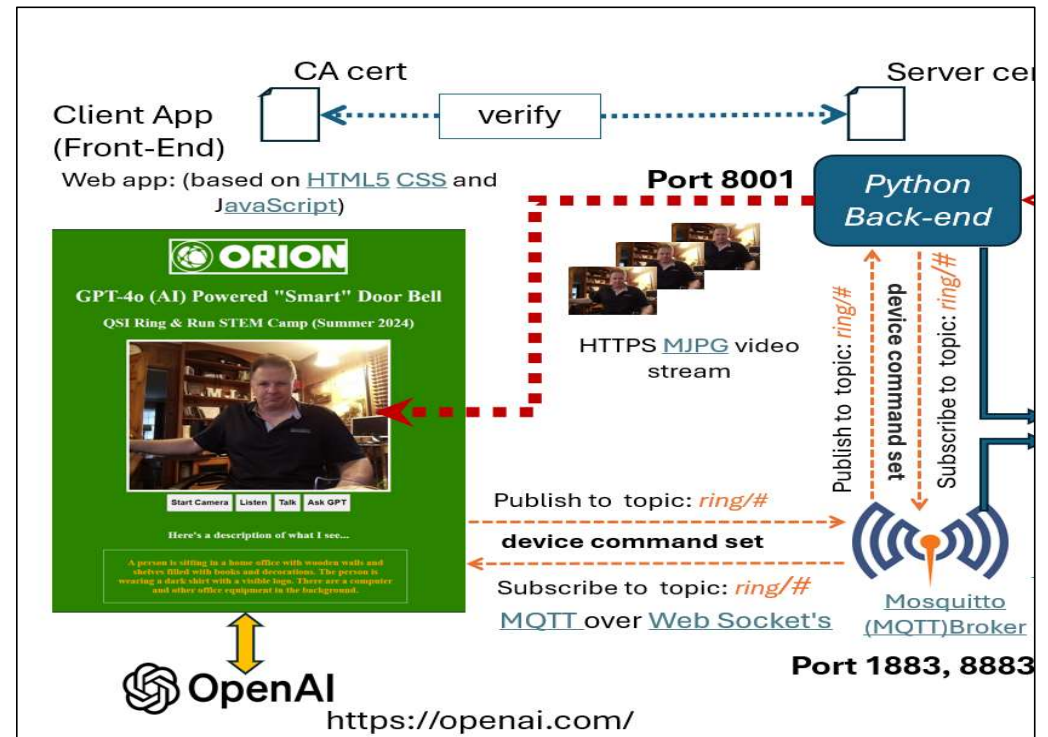 CA cert
Server cer
verify
Client App
(Front-End)
Web app: (based on HTML5 CSS and
JavaScript)
Port 8001
Python
Back-end
ORION
GPT-4o (AI) Powered "Smart" Door Bell
QSI Ring & Run STEM Camp (Summer 2024)
HTTPS MJPG video
stream
Publish to topic: ring/#
device command set
Subscribe to topic: ring/#
Start Camera Listen Talk Ask GPT
Here's a description of what I see...
A person is sitting in a home office with wooden walls and
shelves filled with books and decorations. The person is
wearing a dark shirt with a visible logo. There are a computer
and other office equipment in the background.
Publish to topic: ring/#
device command set
Subscribe to topic: ring/#
MQTT over Web Socket's
Mosquitto
(MQTT)Broker
Port 1883, 8883
OpenAI
https://openai.com/